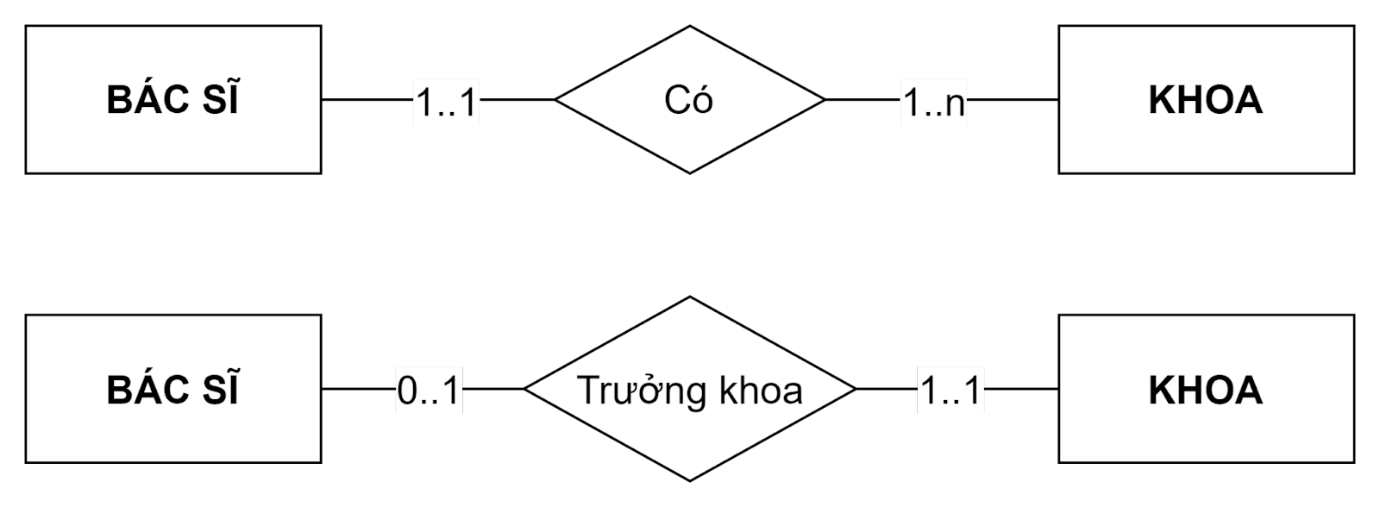 BÁC SĨ 1..1 Có 1..n KHOA
BÁC SĨ 0..1 Trưởng khoa 1..1 KHOA